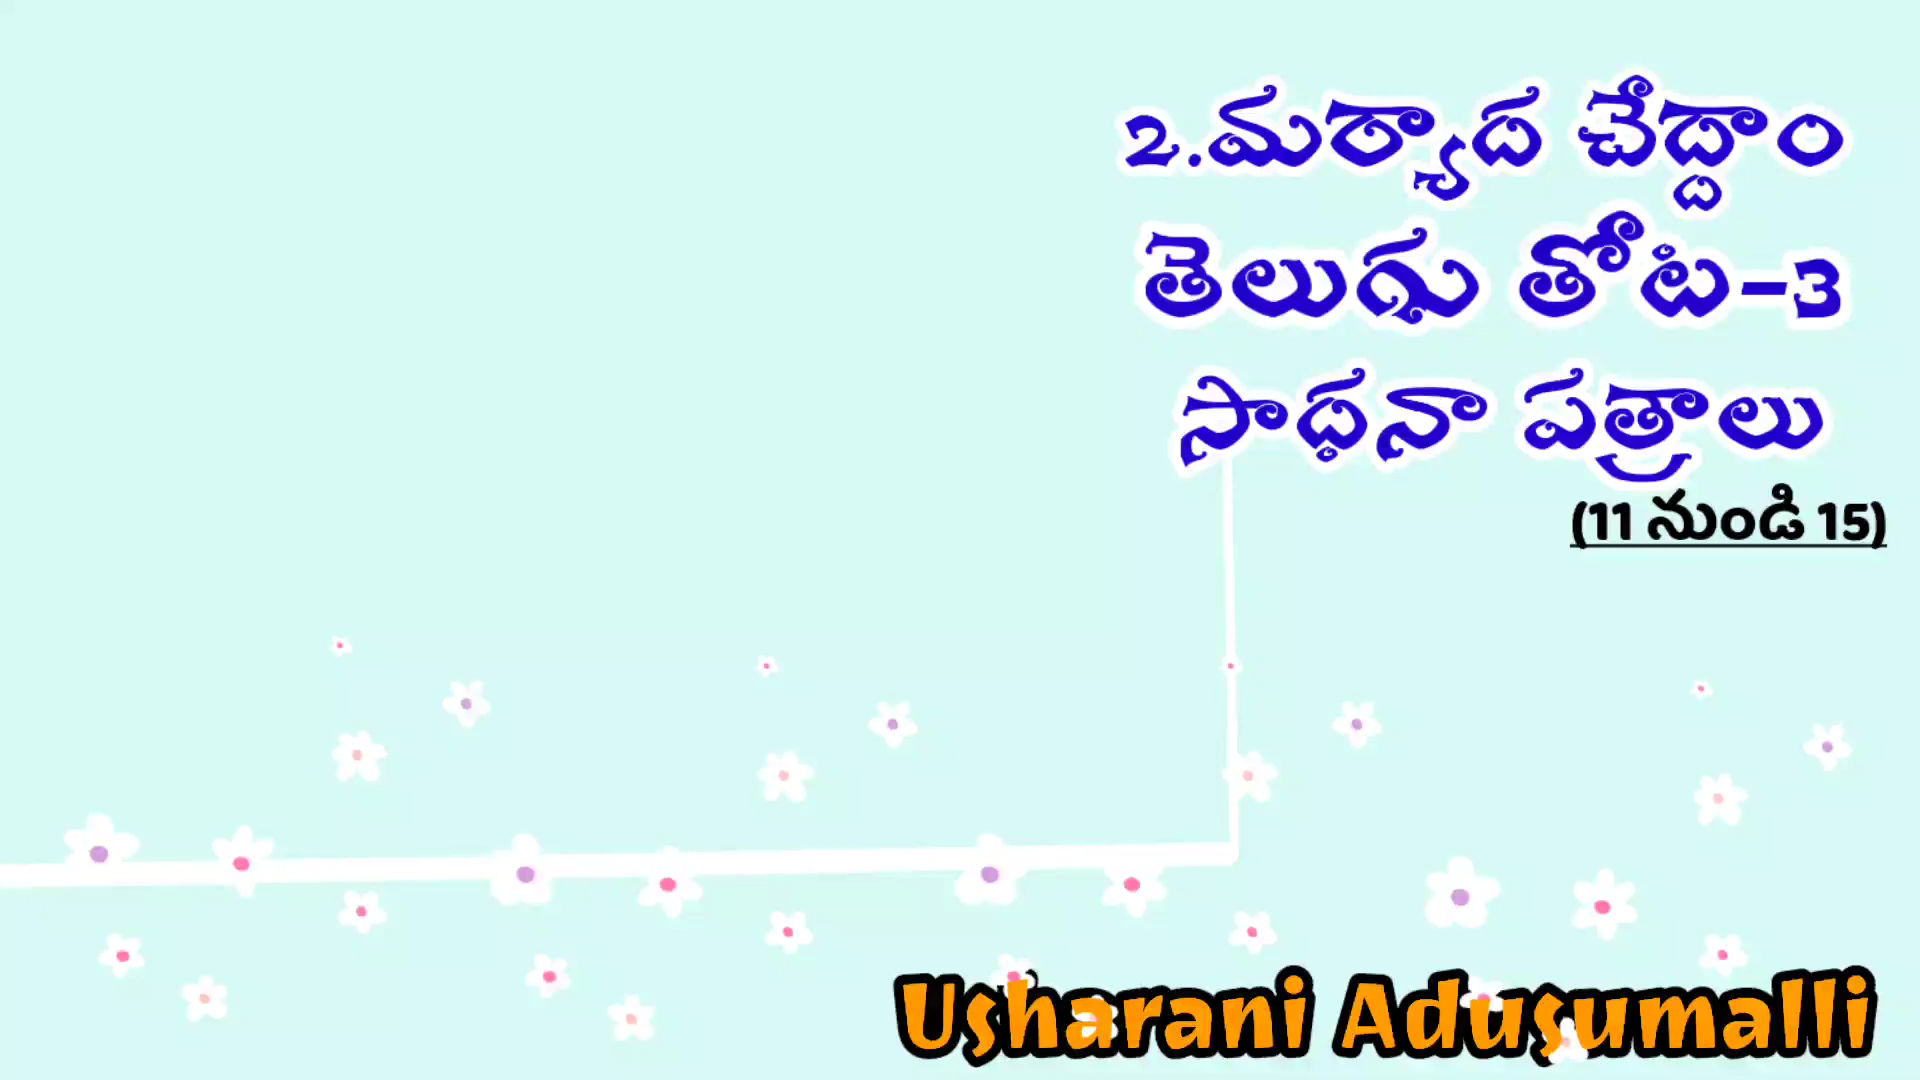 2.మర్యాద చేద్దాం
తెలుగు తోట-3
సాధనా పత్రాలు
(11 నుండి 15)
Usharani Adusumalli